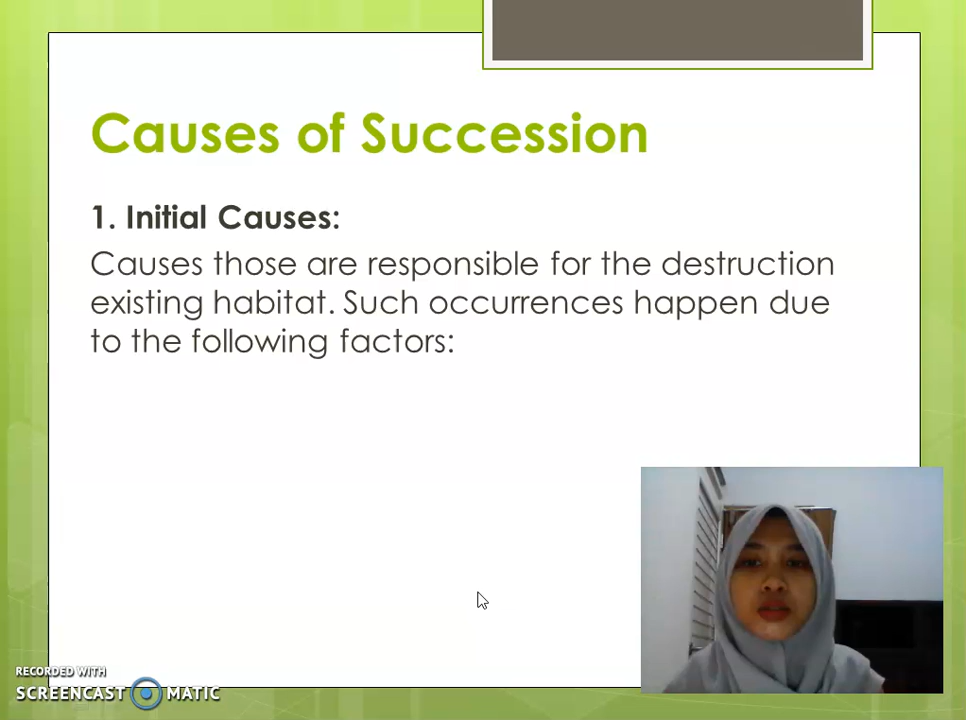 Causes of Succession
1. Initial Causes:
Causes those are responsible for the destruction
existing habitat. Such occurrences happen due
to the following factors:
RECORDED WITH
SCREENCAST MATIC